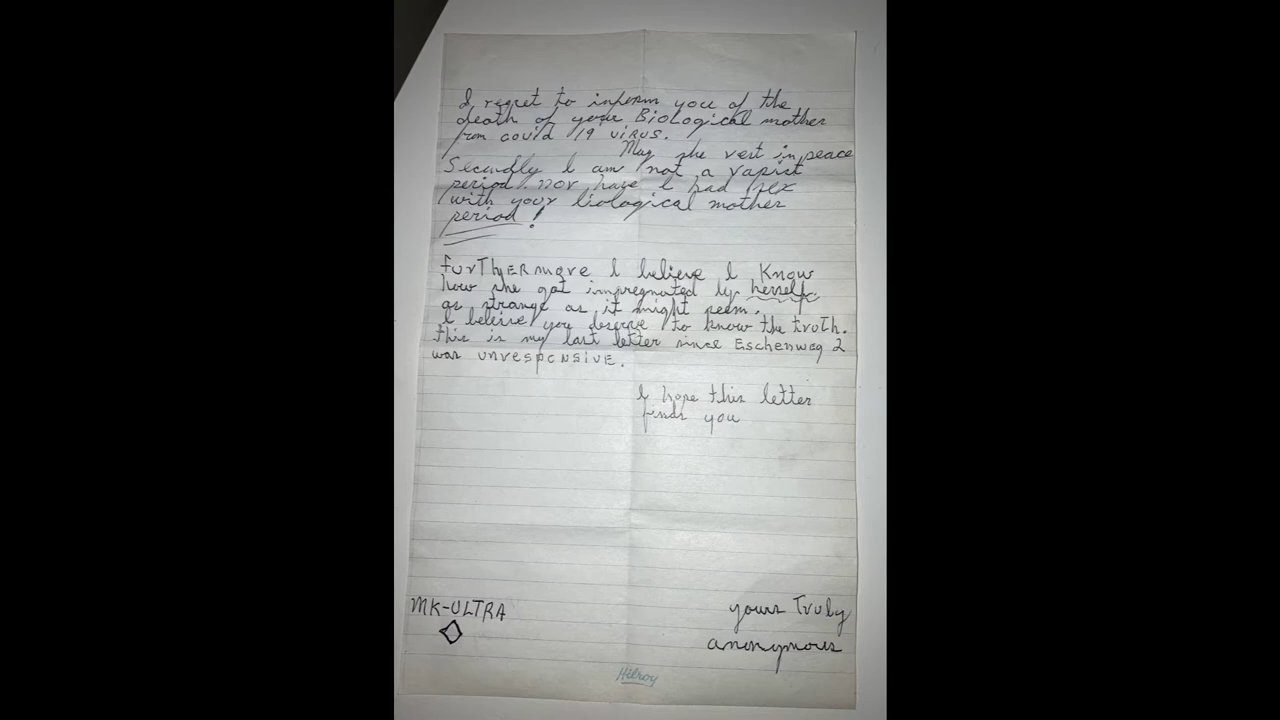 I regret to inform you of the
death of your Biological mother
from covid 19 virus.
May she rest in peace
Secondly I am not a rapist
period. nor have I had sex
with your biological mother
period!
FurThERmore I believe I Know
how she got impregnated by herself.
as strange as it might seem.
I beleive you deserve to know the truth.
this is my last letter since Eschenweg 2
was unresponsive.
I hope this letter
finds you
MK-ULTRA
yours Truly
anonymous
Hilroy